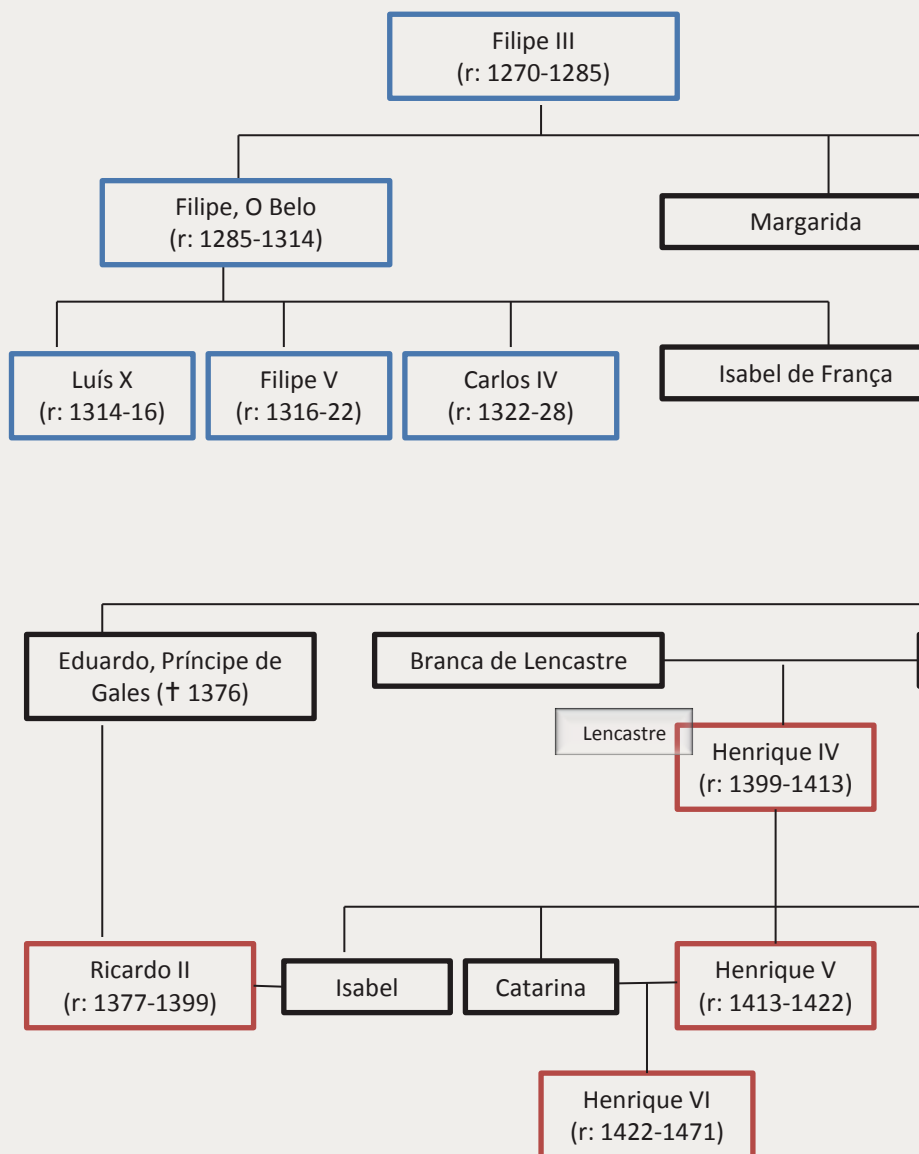 Filipe III
(r: 1270-1285)
Filipe, O Belo
(r: 1285-1314)
Margarida
Luís X
(r: 1314-16)
Filipe V
(r: 1316-22)
Carlos IV
(r: 1322-28)
Isabel de França
Eduardo, Príncipe de
Gales (✝ 1376)
Branca de Lencastre
Lencastre
Henrique IV
(r: 1399-1413)
Ricardo II
(r: 1377-1399)
Isabel
Catarina
Henrique V
(r: 1413-1422)
Henrique VI
(r: 1422-1471)